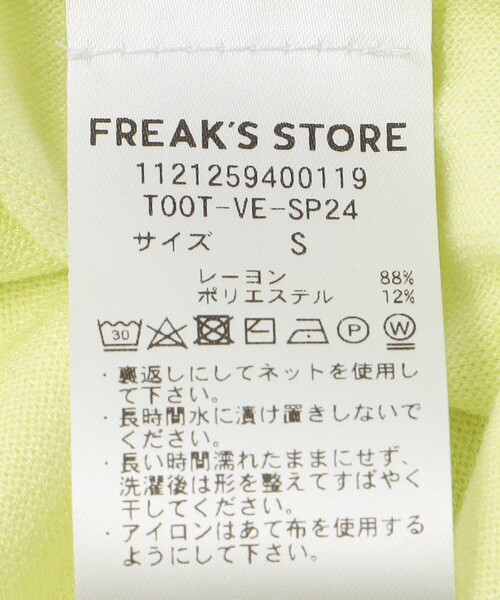 FREAK'S STORE
1121259400119
TOOT-VE-SP24
サイズ S
レーヨン 88%
ポリエステル 12%
30 P W
・裏返しにしてネットを使用し
て下さい。
・長時間水に漬け置きしないで
ください。
・長い時間濡れたままにせず、
洗濯後は形を整えてすばやく
干してください。
・アイロンはあて布を使用する
ようにして下さい。